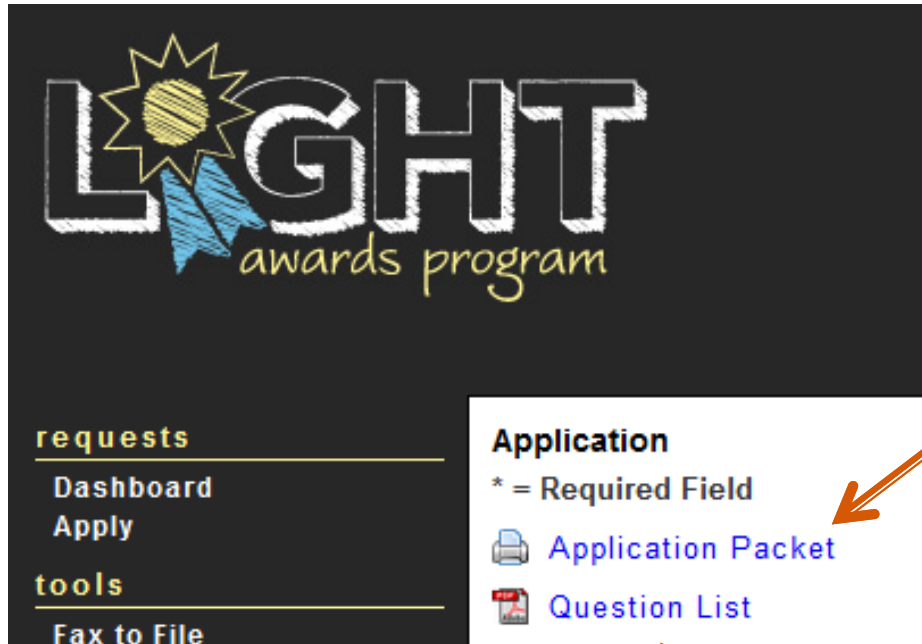 LIGHT
awards program
requests
Dashboard
Apply
tools
Fax to File
Application
* = Required Field
Application Packet
Question List